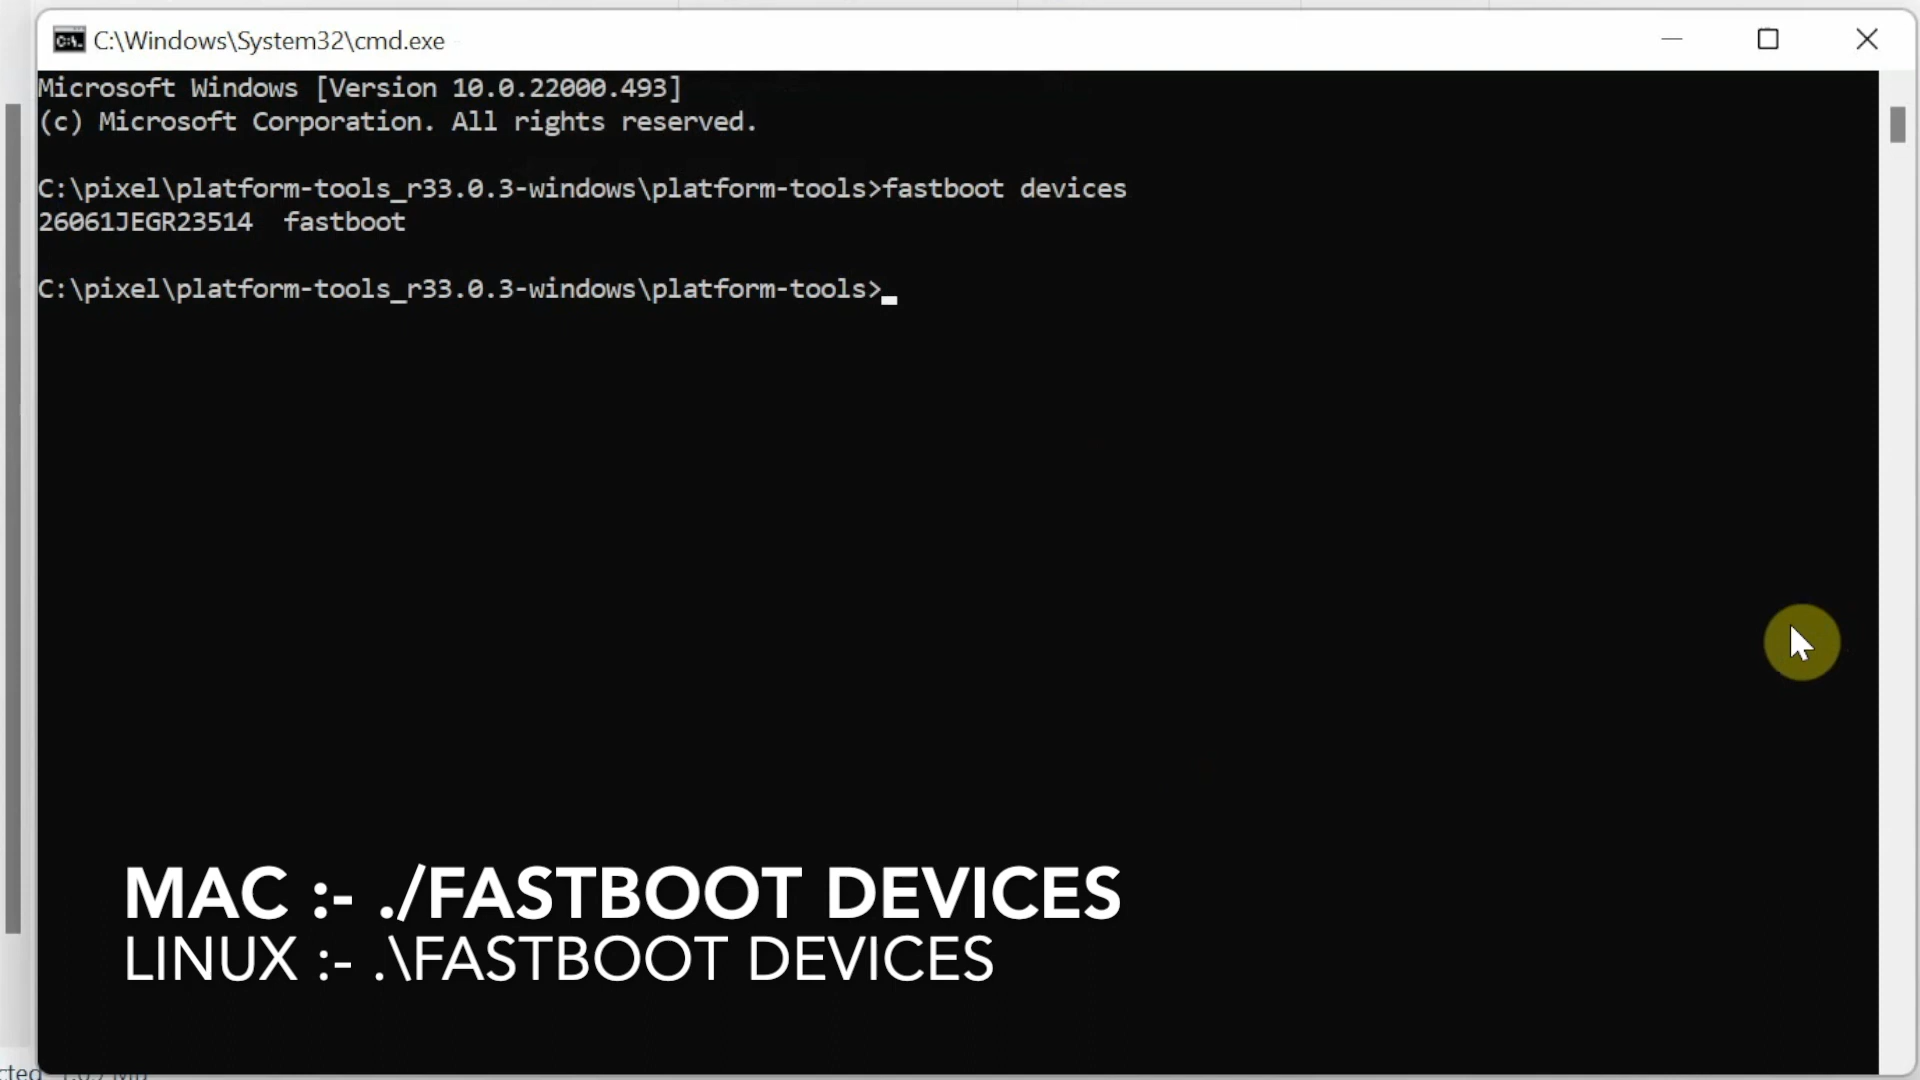 C:\Windows\System32\cmd.exe
Microsoft Windows [Version 10.0.22000.493]
(c) Microsoft Corporation. All rights reserved.
C:\pixel\platform-tools_r33.0.3-windows\platform-tools>fastboot devices
26061JEGR23514  fastboot
C:\pixel\platform-tools_r33.0.3-windows\platform-tools>
MAC :- ./FASTBOOT DEVICES
LINUX :- .\FASTBOOT DEVICES